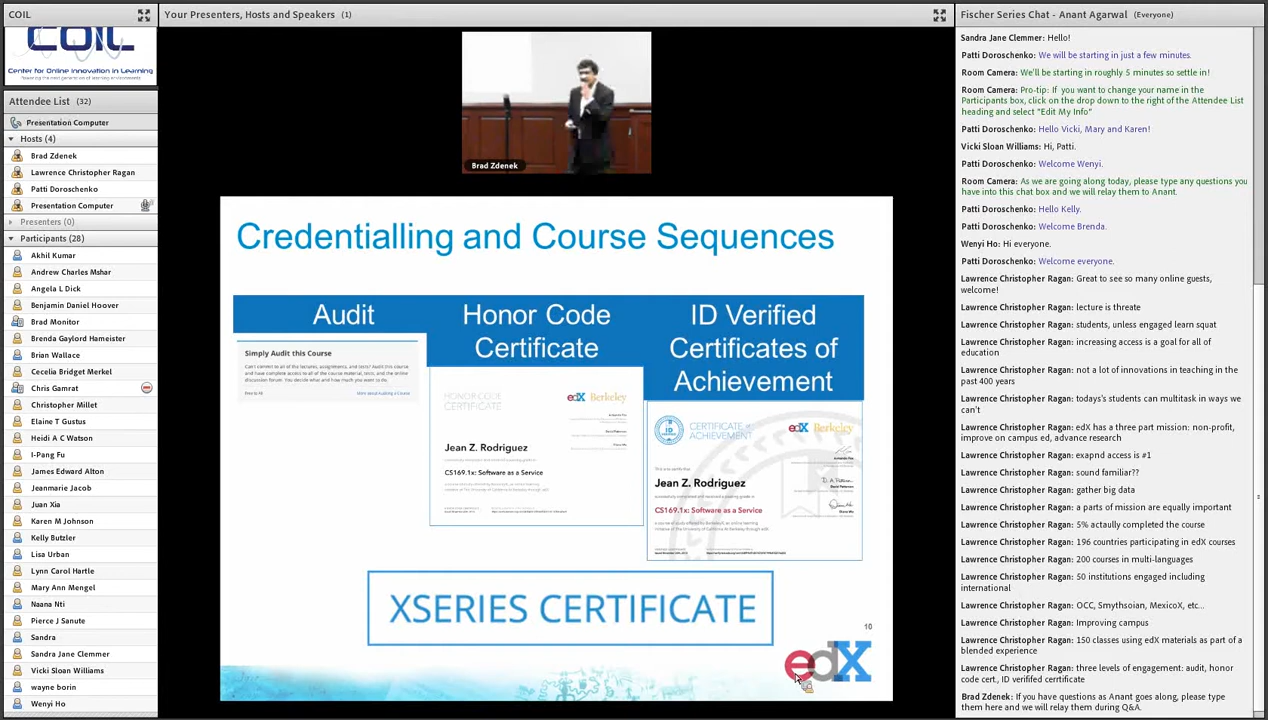 COIL
COIL
Center for Online Innovation in Learning
Attendee List (32)
Presentation Computer
Hosts (4)
Brad Zdenek
Lawrence Christopher Ragan
Patti Doroschenko
Presentation Computer
Presenters (0)
Participants (28)
Akhil Kumar
Andrew Charles Mshar
Angela L Dick
Benjamin Daniel Hoover
Brad Monitor
Brenda Gaylord Hameister
Brian Wallace
Cecelia Bridget Merkel
Chris Gamrat
Christopher Millet
Elaine T Gustus
Heidi A C Watson
I-Pang Fu
James Edward Alton
Jeanmarie Jacob
Juan Xia
Karen M Johnson
Kelly Butzler
Lisa Urban
Lynn Carol Hartle
Mary Ann Mengel
Naana Nti
Pierce J Sanute
Sandra
Sandra Jane Clemmer
Vicki Sloan Williams
wayne borin
Wenyi Ho
Your Presenters, Hosts and Speakers (1)
Brad Zdenek
Credentialling and Course Sequences
Audit
Simply Audit this Course
Honor Code
Certificate
HONOR CODE
CERTIFICATE
edX Berkeley
Jean Z. Rodriguez
CS169.1x: Software as a Service
ID Verified
Certificates of
Achievement
ID
CERTIFICATE of
ACHIEVEMENT
edX Berkeley
This is to certify that
Jean Z. Rodriguez
CS169.1x: Software as a Service
XSERIES CERTIFICATE
10
edX
Fischer Series Chat - Anant Agarwal (Everyone)
Sandra Jane Clemmer: Hello!
Patti Doroschenko: We will be starting in just a few minutes.
Room Camera: We'll be starting in roughly 5 minutes so settle in!
Room Camera: Pro-tip: If you want to change your name in the
Participants box, click on the drop down to the right of the Attendee List
heading and select "Edit My Info"
Patti Doroschenko: Hello Vicki, Mary and Karen!
Vicki Sloan Williams: Hi, Patti.
Patti Doroschenko: Welcome Wenyi.
Room Camera: As we are going along today, please type any questions you
have into this chat box and we will relay them to Anant.
Patti Doroschenko: Hello Kelly.
Patti Doroschenko: Welcome Brenda.
Wenyi Ho: Hi everyone.
Patti Doroschenko: Welcome everyone.
Lawrence Christopher Ragan: Great to see so many online guests,
welcome!
Lawrence Christopher Ragan: lecture is threate
Lawrence Christopher Ragan: students, unless engaged learn squat
Lawrence Christopher Ragan: increasing access is a goal for all of
education
Lawrence Christopher Ragan: not a lot of innovations in teaching in the
past 400 years
Lawrence Christopher Ragan: todays's students can multitask in ways we
can't
Lawrence Christopher Ragan: edX has a three part mission: non-profit,
improve on campus ed, advance research
Lawrence Christopher Ragan: exapnd access is #1
Lawrence Christopher Ragan: sound familiar??
Lawrence Christopher Ragan: gather big data
Lawrence Christopher Ragan: a parts of mission are equally important
Lawrence Christopher Ragan: 5% actaully completed the course
Lawrence Christopher Ragan: 196 countries participating in edX courses
Lawrence Christopher Ragan: 200 courses in multi-languages
Lawrence Christopher Ragan: 50 institutions engaged including
international
Lawrence Christopher Ragan: OCC, Smythsoian, MexicoX, etc...
Lawrence Christopher Ragan: Improving campus
Lawrence Christopher Ragan: 150 classes using edX materials as part of a
blended experience
Lawrence Christopher Ragan: three levels of engagement: audit, honor
code cert., ID verififed cerrtificate
Brad Zdenek: If you have questions as Anant goes along, please type
them here and we will relay them during Q&A.